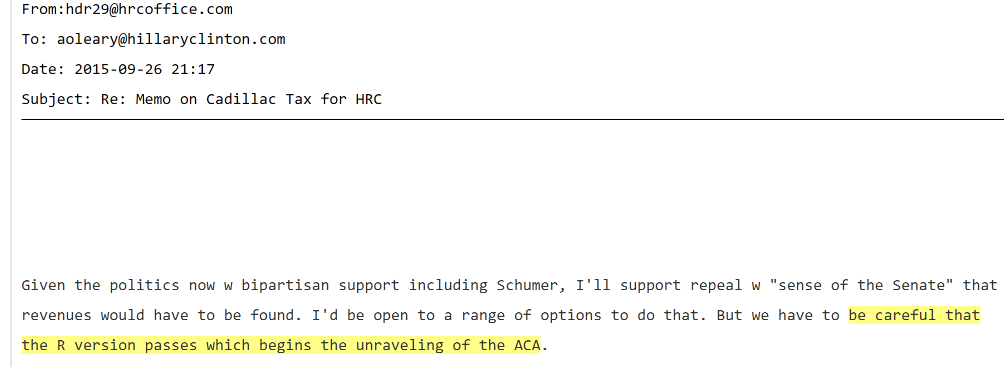 From:hdr29@hrcoffice.com
To: aoleary@hillaryclinton.com
Date: 2015-09-26 21:17
Subject: Re: Memo on Cadillac Tax for HRC
Given the politics now w bipartisan support including Schumer, I'll support repeal w "sense of the Senate" that
revenues would have to be found. I'd be open to a range of options to do that. But we have to be careful that
the R version passes which begins the unraveling of the ACA.